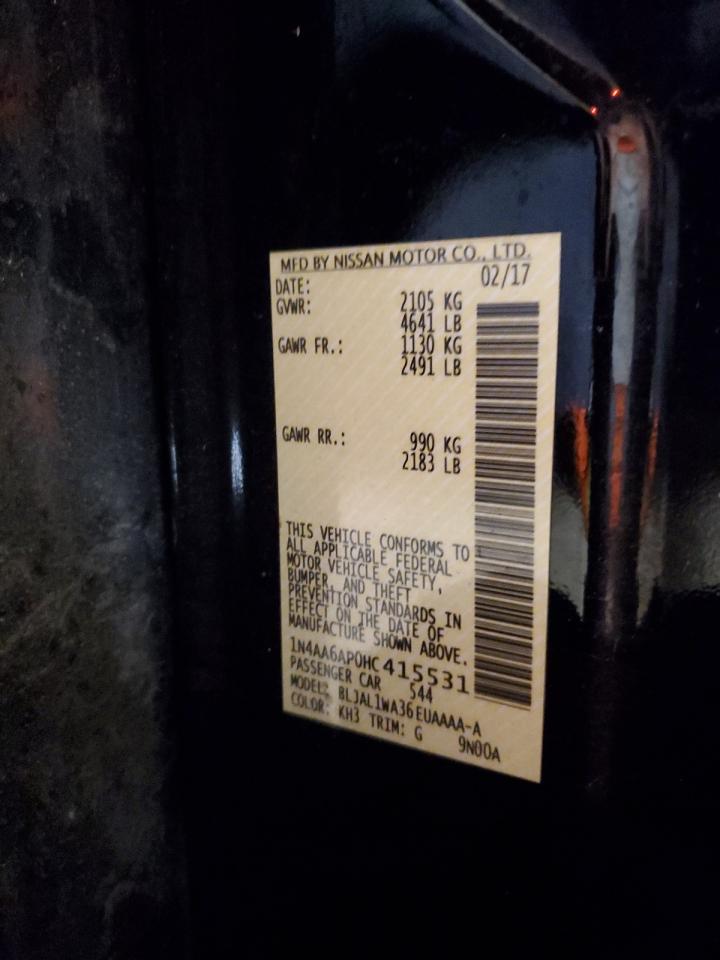 MFD BY NISSAN MOTOR CO., LTD.
DATE: 02/17
GVWR: 2105 KG
4641 LB
GAWR FR.: 1130 KG
2491 LB
GAWR RR.: 990 KG
2183 LB
THIS VEHICLE CONFORMS TO
ALL APPLICABLE FEDERAL
MOTOR VEHICLE SAFETY,
BUMPER, AND THEFT
PREVENTION STANDARDS IN
EFFECT ON THE DATE OF
MANUFACTURE SHOWN ABOVE.
1N4AA6AP0HC415531
PASSENGER CAR 544
MODEL: BLJAL1WA36EUAAAA-A
COLOR: KH3 TRIM: G 9N00A